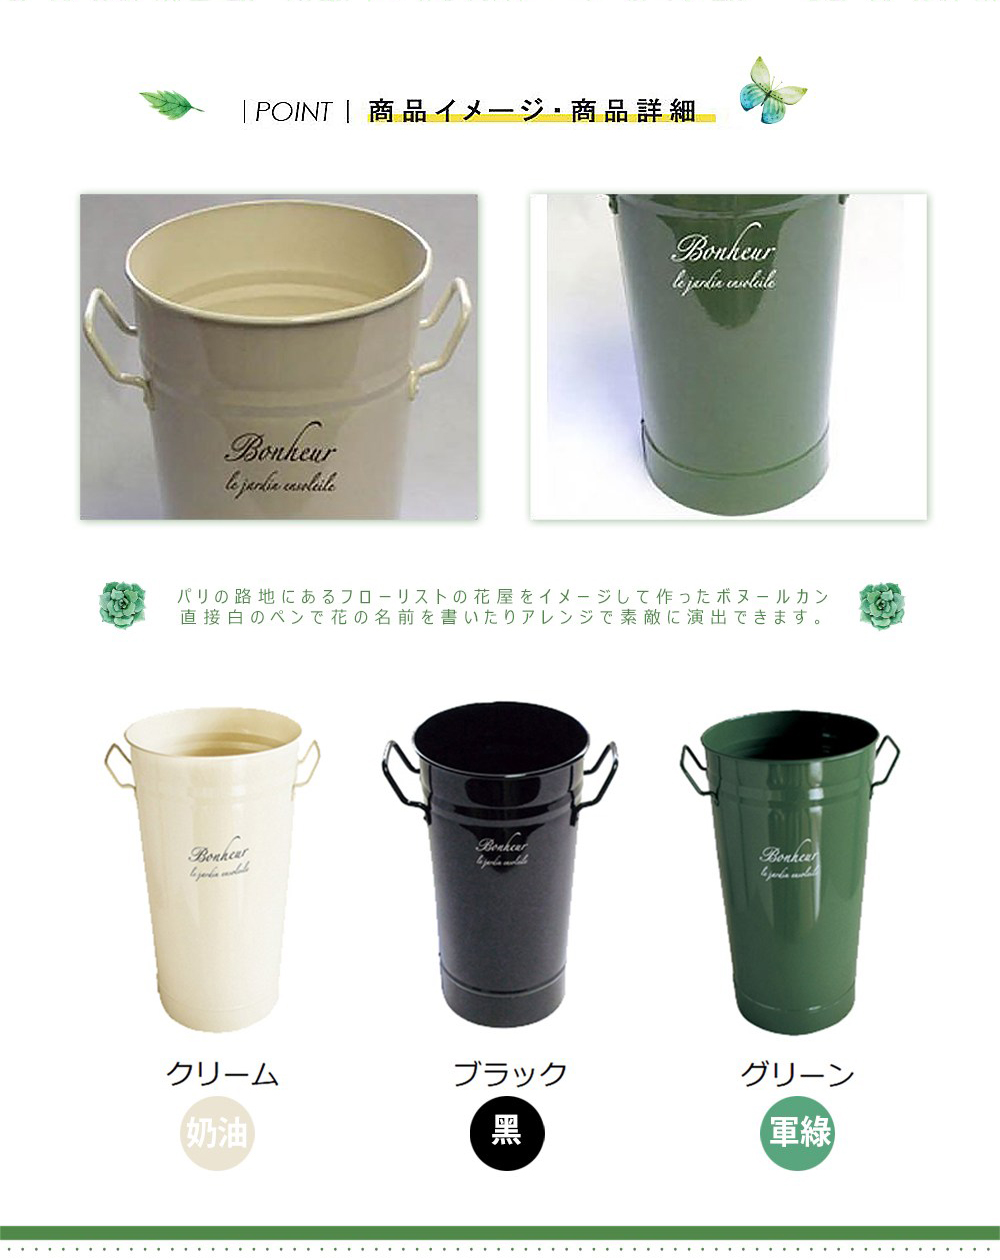 |POINT| 商品イメージ・商品詳細
Bonheur
le jardin ensoleile
Bonheur
le jardin ensoleile
パリの路地にあるフローリストの花屋をイメージして作ったボヌールカン
直接白のペンで花の名前を書いたりアレンジで素敵に演出できます。
Bonheur
le jardin ensoleile
Bonheur
le jardin ensoleile
Bonheur
le jardin ensoleile
クリーム
ブラック
グリーン
奶油
黑
軍綠